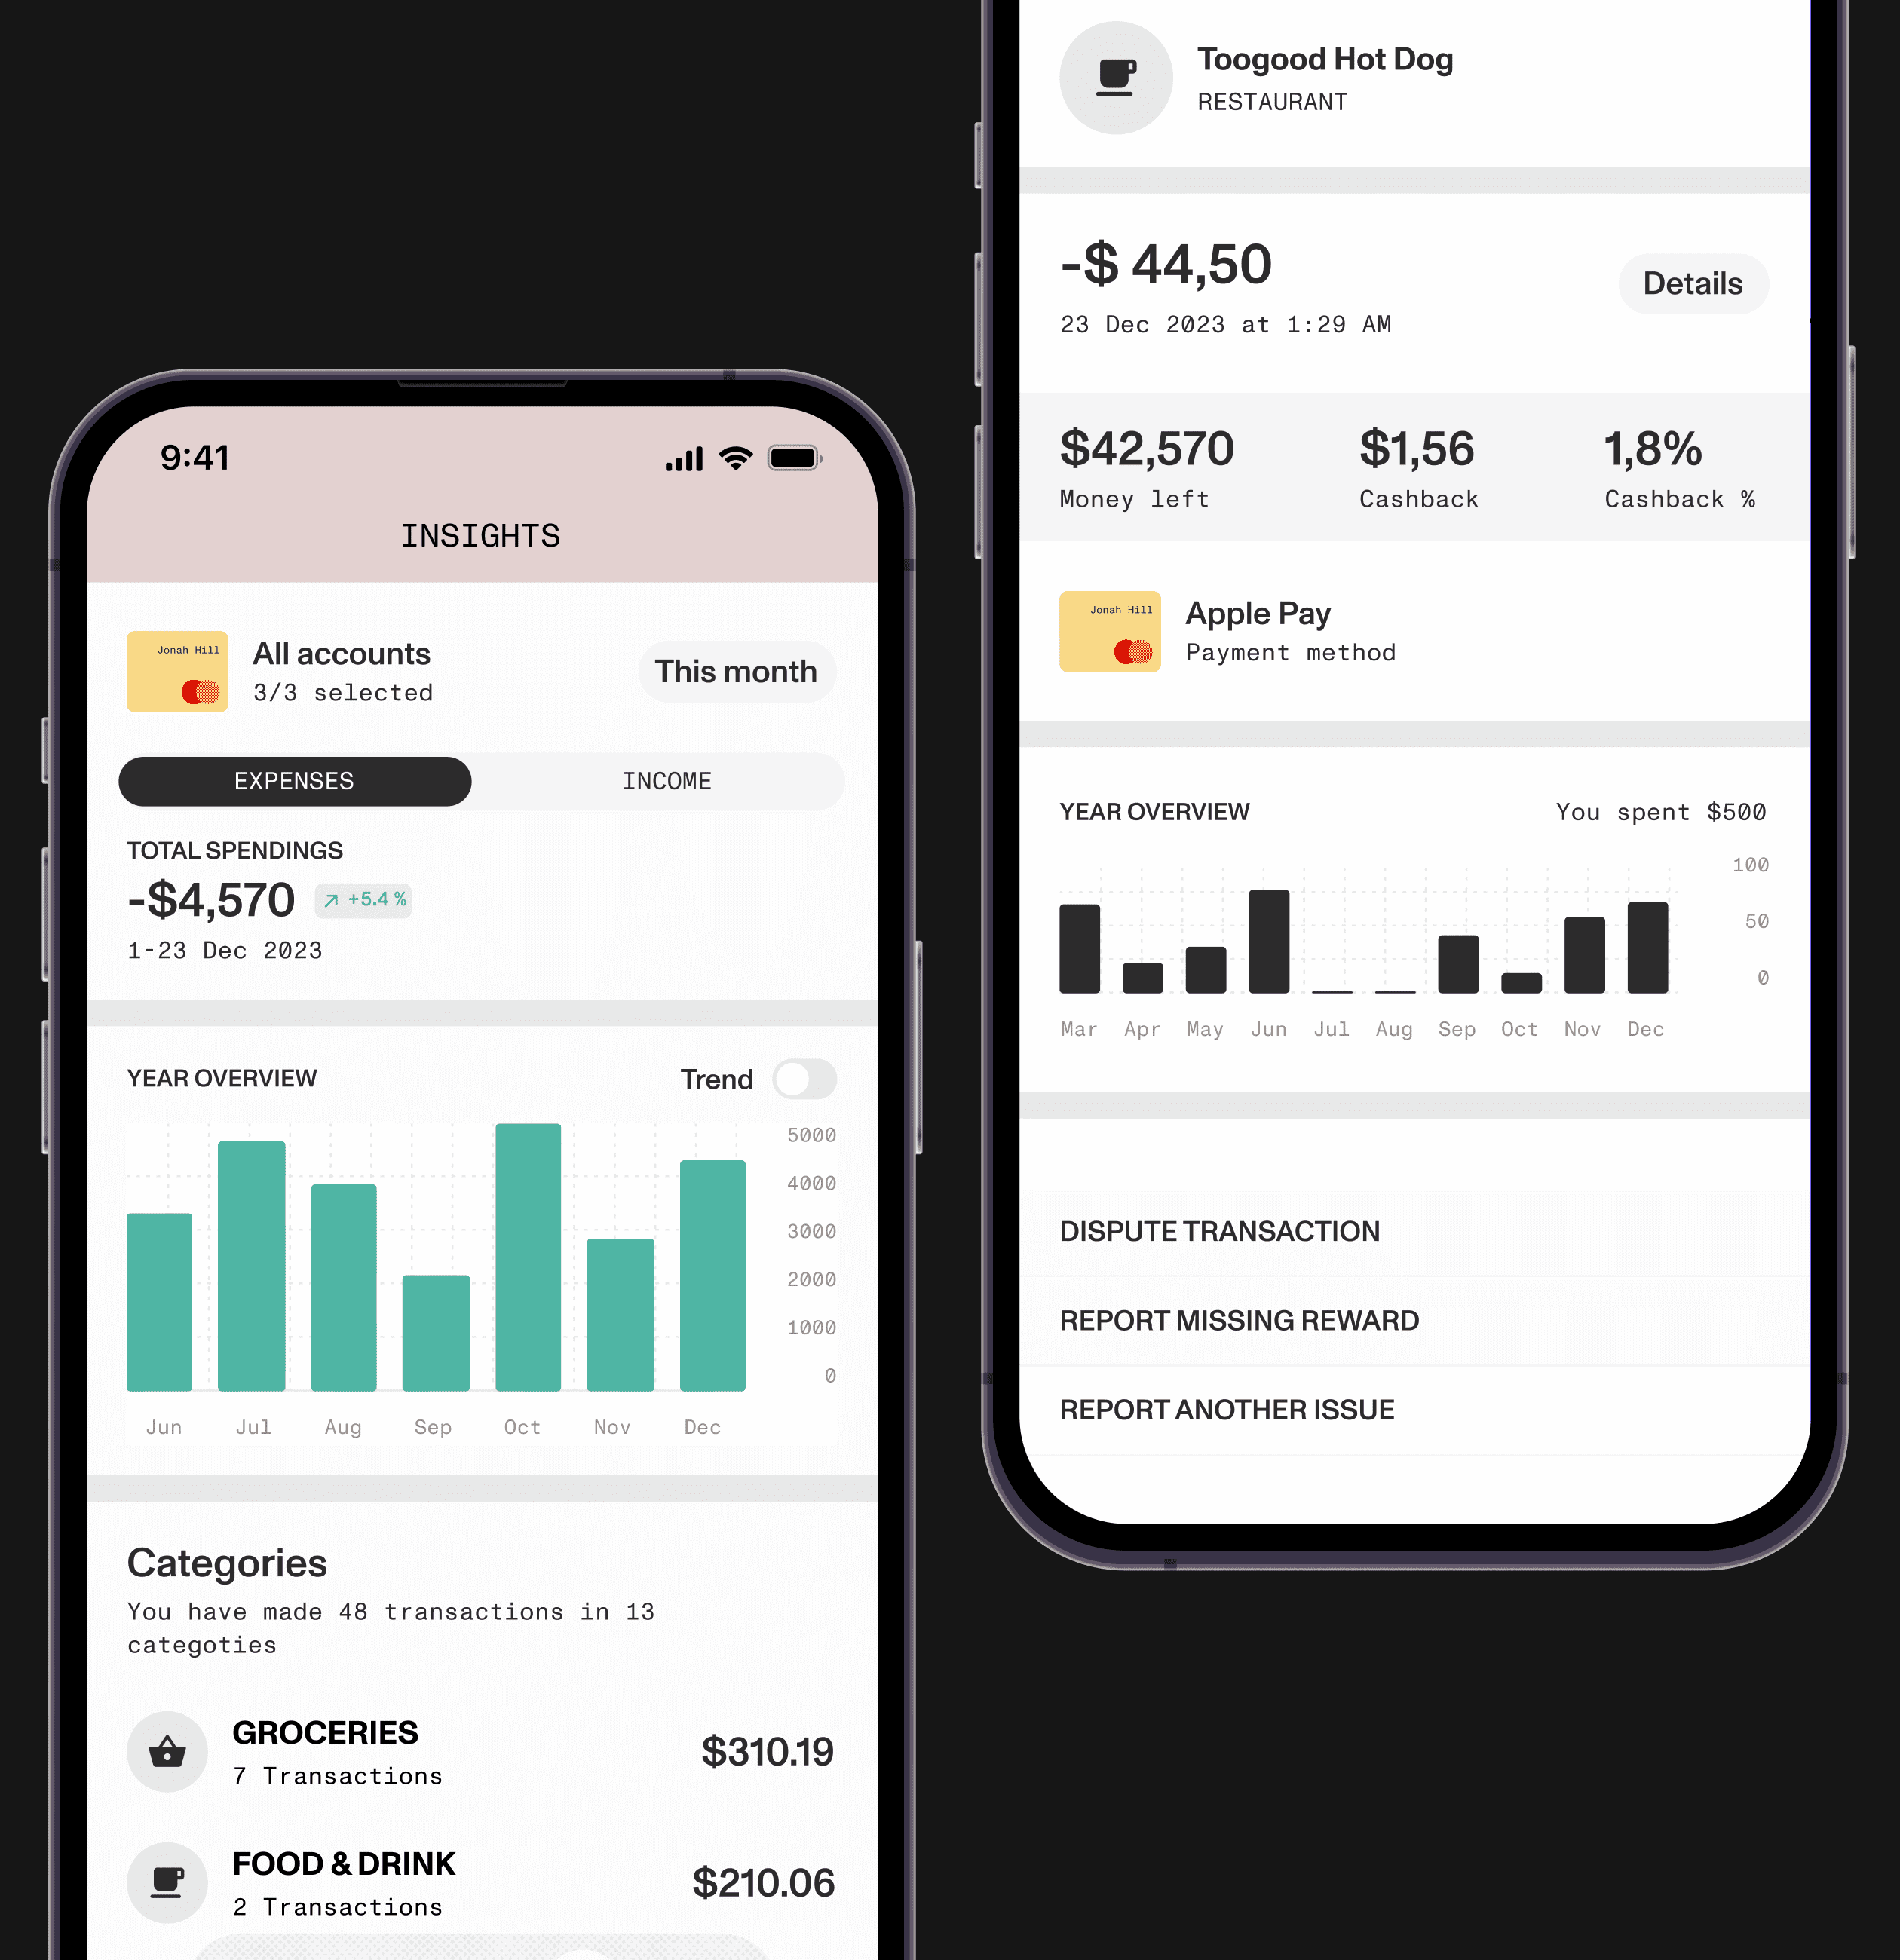 9:41
INSIGHTS
Jonah Hill
All accounts
3/3 selected
This month
EXPENSES
INCOME
TOTAL SPENDINGS
-$4,570
+5.4 %
1-23 Dec 2023
YEAR OVERVIEW
Trend
5000
4000
3000
2000
1000
0
Jun Jul Aug Sep Oct Nov Dec
Categories
You have made 48 transactions in 13
categoties
GROCERIES
7 Transactions
$310.19
FOOD & DRINK
2 Transactions
$210.06
Toogood Hot Dog
RESTAURANT
-$ 44,50
23 Dec 2023 at 1:29 AM
Details
$42,570
Money left
$1,56
Cashback
1,8%
Cashback %
Jonah Hill
Apple Pay
Payment method
YEAR OVERVIEW
You spent $500
100
50
0
Mar Apr May Jun Jul Aug Sep Oct Nov Dec
DISPUTE TRANSACTION
REPORT MISSING REWARD
REPORT ANOTHER ISSUE